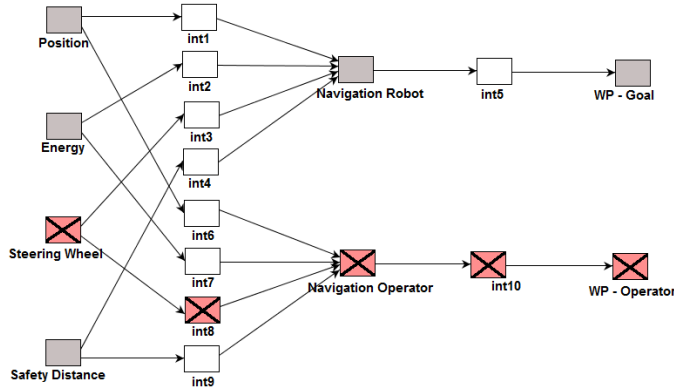 Position
int1
int2
Navigation Robot
int5
WP - Goal
Energy
int3
int4
Steering Wheel
int6
int7
Navigation Operator
int10
WP - Operator
int8
Safety Distance
int9